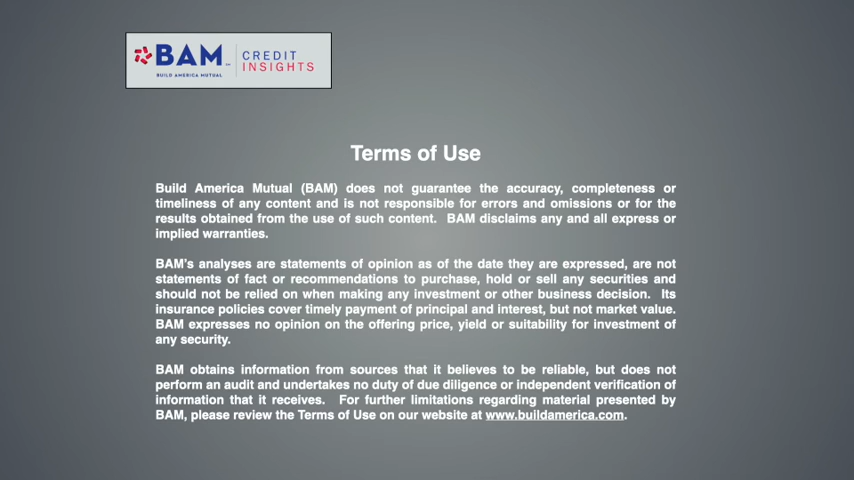 BAM SM CREDIT
BUILD AMERICA MUTUAL INSIGHTS
Terms of Use
Build America Mutual (BAM) does not guarantee the accuracy, completeness or
timeliness of any content and is not responsible for errors and omissions or for the
results obtained from the use of such content. BAM disclaims any and all express or
implied warranties.
BAM's analyses are statements of opinion as of the date they are expressed, are not
statements of fact or recommendations to purchase, hold or sell any securities and
should not be relied on when making any investment or other business decision. Its
insurance policies cover timely payment of principal and interest, but not market value.
BAM expresses no opinion on the offering price, yield or suitability for investment of
any security.
BAM obtains information from sources that it believes to be reliable, but does not
perform an audit and undertakes no duty of due diligence or independent verification of
information that it receives. For further limitations regarding material presented by
BAM, please review the Terms of Use on our website at www.buildamerica.com.